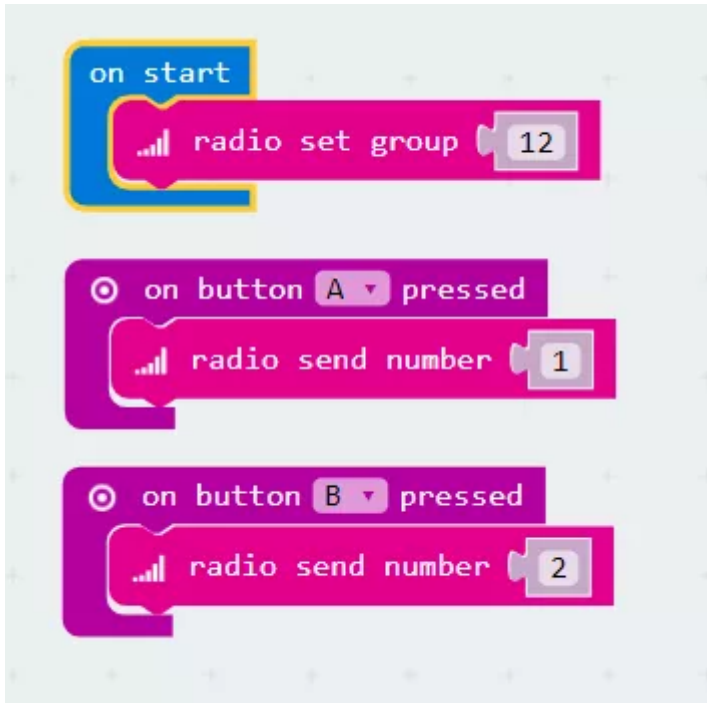 on start
radio set group 12
on button A pressed
radio send number 1
on button B pressed
radio send number 2